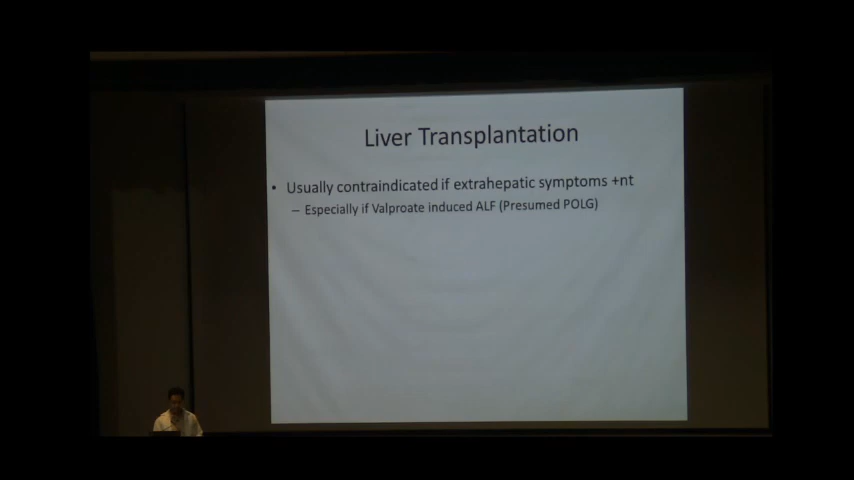 Liver Transplantation
• Usually contraindicated if extrahepatic symptoms +nt
– Especially if Valproate induced ALF (Presumed POLG)